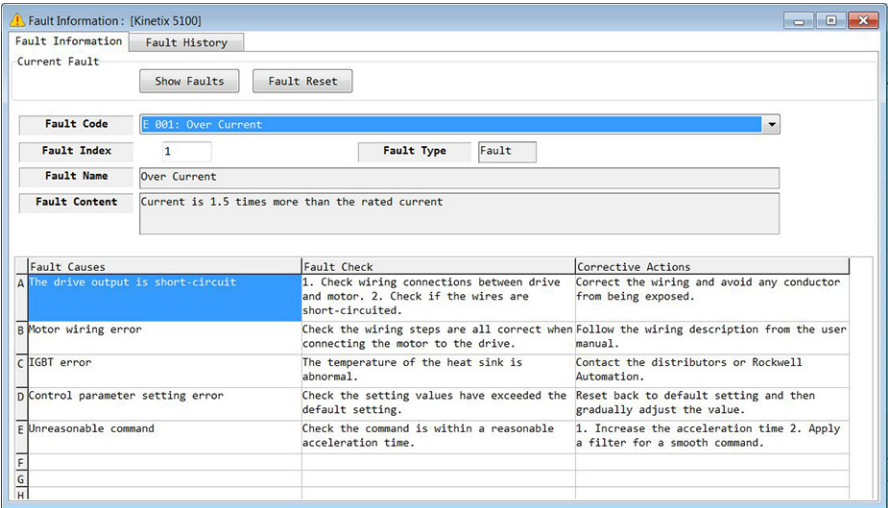 Fault Information : [Kinetix 5100]
Fault Information
Fault History
Current Fault
Show Faults
Fault Reset
Fault Code
E 001: Over Current
Fault Index
1
Fault Type
Fault
Fault Name
Over Current
Fault Content
Current is 1.5 times more than the rated current
Fault Causes
Fault Check
Corrective Actions
A
The drive output is short-circuit
1. Check wiring connections between drive
and motor. 2. Check if the wires are
short-circuited.
Correct the wiring and avoid any conductor
from being exposed.
B
Motor wiring error
Check the wiring steps are all correct when
connecting the motor to the drive.
Follow the wiring description from the user
manual.
C
IGBT error
The temperature of the heat sink is
abnormal.
Contact the distributors or Rockwell
Automation.
D
Control parameter setting error
Check the setting values have exceeded the
default setting.
Reset back to default setting and then
gradually adjust the value.
E
Unreasonable command
Check the command is within a reasonable
acceleration time.
1. Increase the acceleration time 2. Apply
a filter for a smooth command.
F
G
H